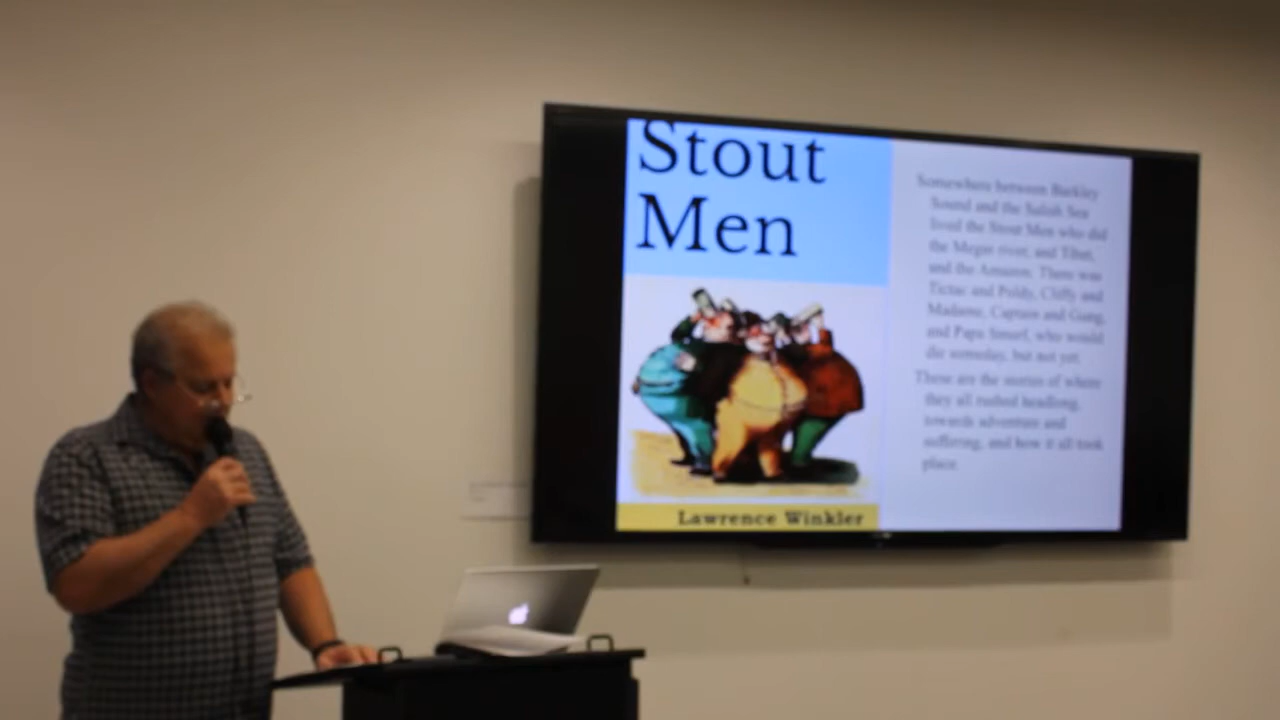 Stout
Men
Lawrence Winkler
Somewhere between Barkley
Sound and the Salish Sea
lived the Stout Men who did
the Meger river, and Tibet,
and the Amazon. There was
Tictac and Puldy, Cliffy and
Madame, Captain and Gung,
and Papa Smurf, who would
die someday, but not yet.
These are the stories of where
they all rushed headlong,
towards adventure and
suffering, and how it all took
place.